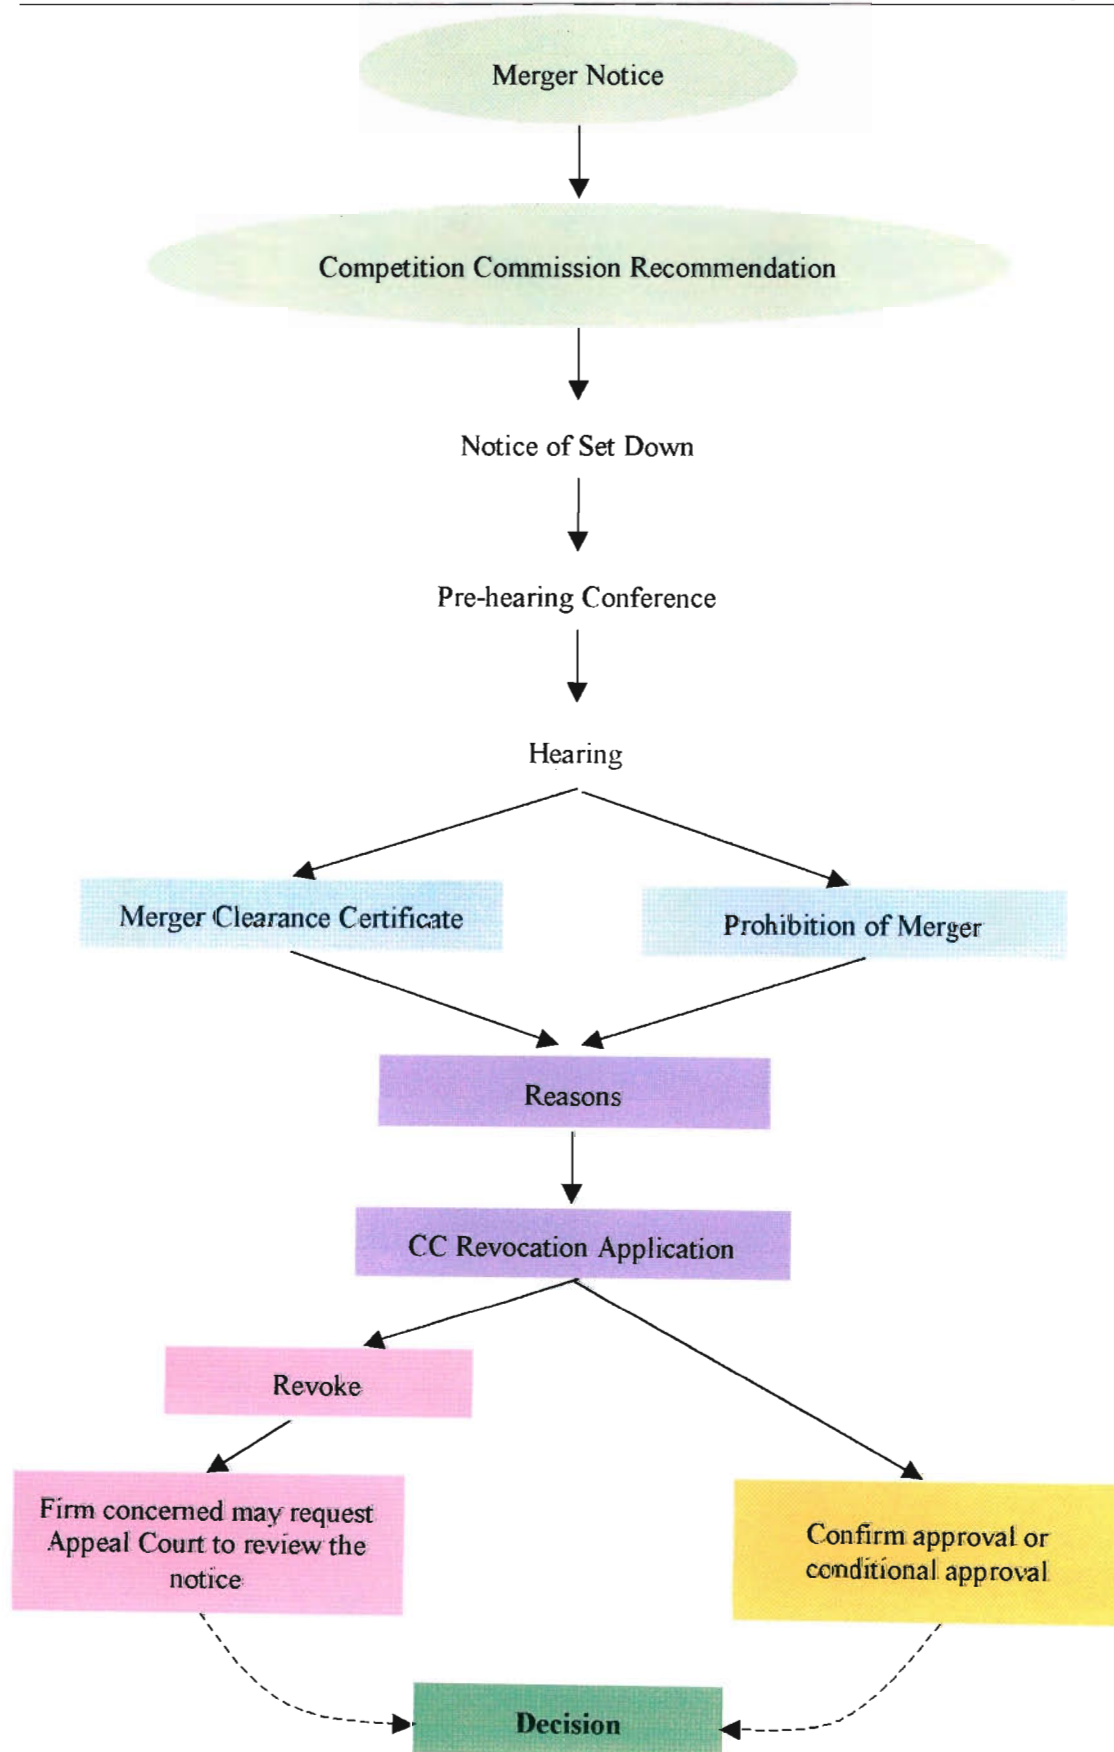 Merger Notice
Competition Commission Recommendation
Notice of Set Down
Pre-hearing Conference
Hearing
Merger Clearance Certificate
Prohibition of Merger
Reasons
CC Revocation Application
Revoke
Firm concerned may request
Appeal Court to review the
notice
Confirm approval or
conditional approval
Decision